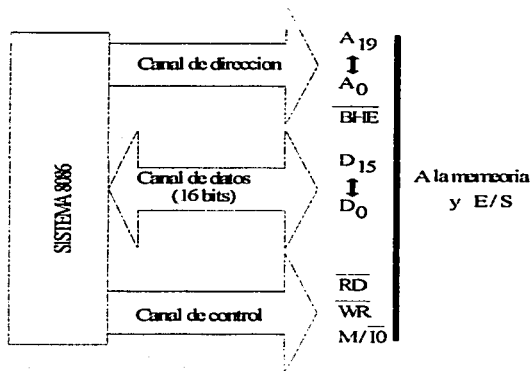 SISTEMA 8086
Canal de direccion
A19
A0
BHE
Canal de datos
(16 bits)
D15
D0
A la memoria
y E/S
Canal de control
RD
WR
M/IO